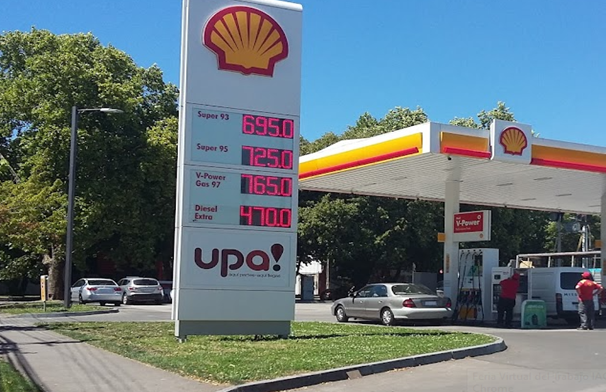 Super 93 695.0
Super 95 725.0
V-Power
Gas 97 765.0
Diesel
Extra 470.0
upa!
V-Power